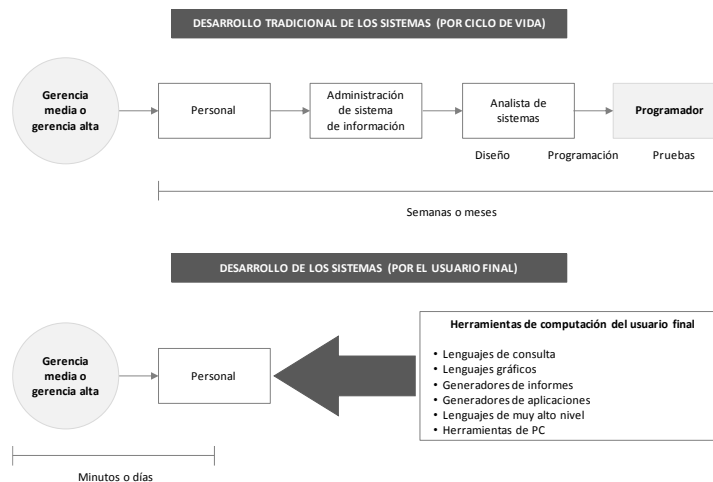 DESARROLLO TRADICIONAL DE LOS SISTEMAS (POR CICLO DE VIDA)
Gerencia
media o
gerencia alta
Personal
Administración
de sistema
de información
Analista de
sistemas
Programador
Diseño
Programación
Pruebas
Semanas o meses
DESARROLLO DE LOS SISTEMAS (POR EL USUARIO FINAL)
Gerencia
media o
gerencia alta
Personal
Herramientas de computación del usuario final
• Lenguajes de consulta
• Lenguajes gráficos
• Generadores de informes
• Generadores de aplicaciones
• Lenguajes de muy alto nivel
• Herramientas de PC
Minutos o días